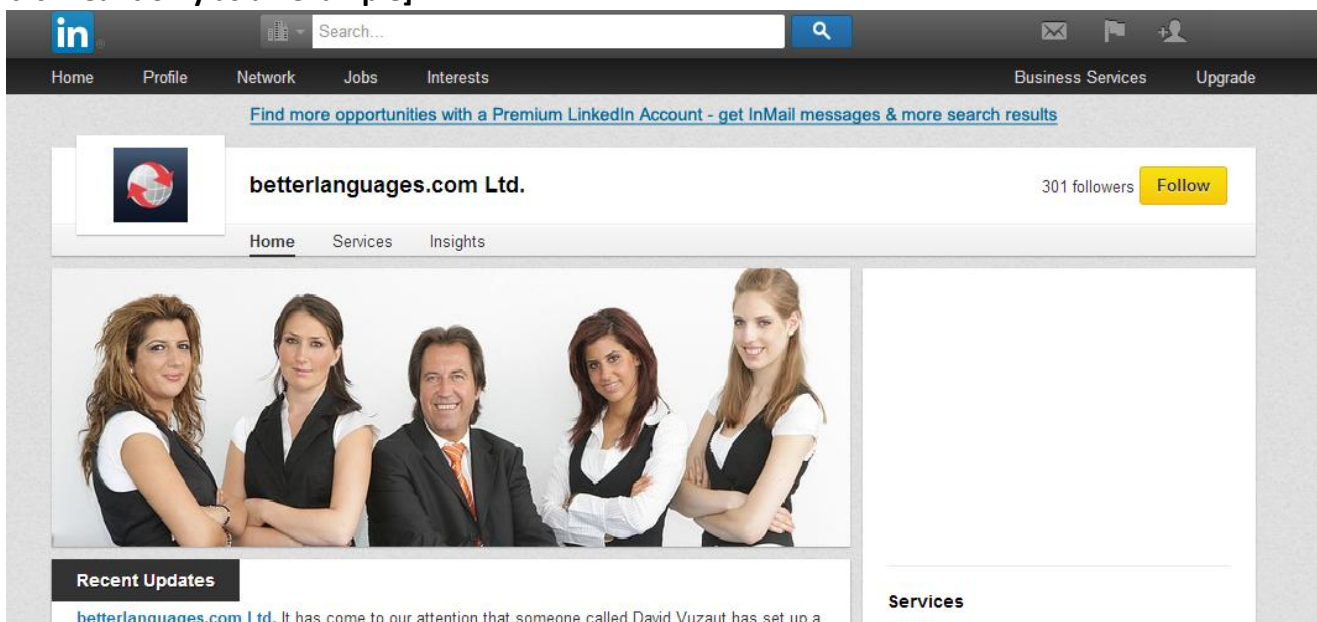 in
Search...
Home Profile Network Jobs Interests Business Services Upgrade
Find more opportunities with a Premium LinkedIn Account - get InMail messages & more search results
betterlanguages.com Ltd.
301 followers Follow
Home Services Insights
Recent Updates
betterlanguages.com Ltd. It has come to our attention that someone called David Vuzaut has set up a
Services